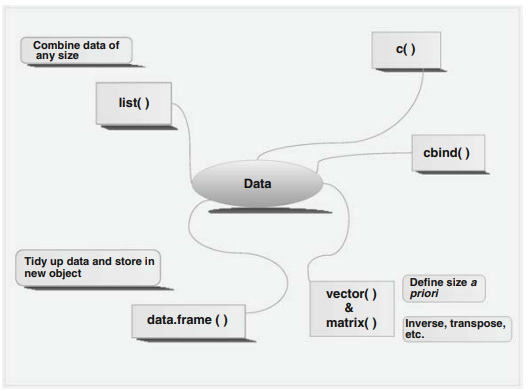 Combine data of
any size
c( )
list( )
cbind( )
Data
Tidy up data and store in
new object
data.frame ( )
vector( )
&
matrix( )
Define size a
priori
Inverse, transpose,
etc.